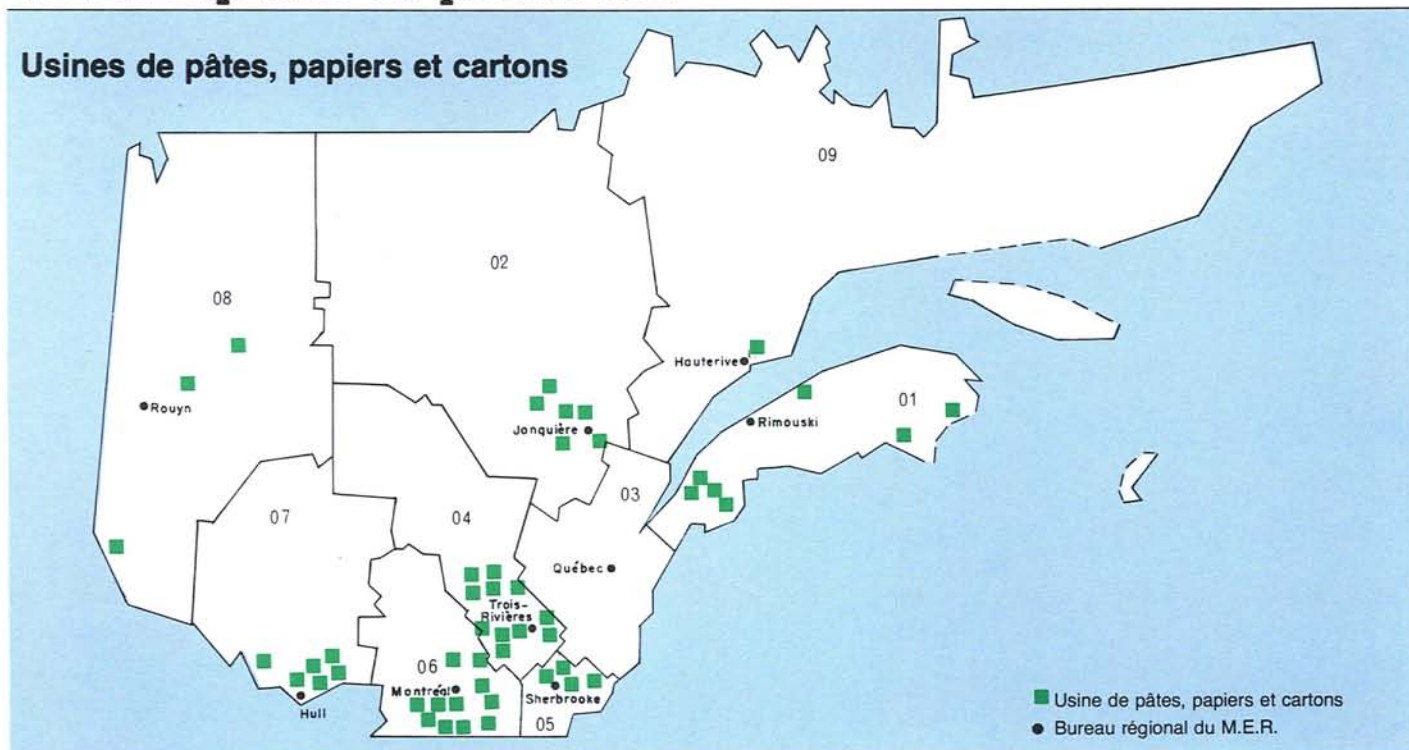 Usines de pâtes, papiers et cartons
09
02
08
Hauterive
01
Rouyn
Rimouski
Jonquière
03
07
04
Québec
Trois-
Rivières
06
Montréal
Sherbrooke
Hull
05
Usine de pâtes, papiers et cartons
Bureau régional du M.E.R.